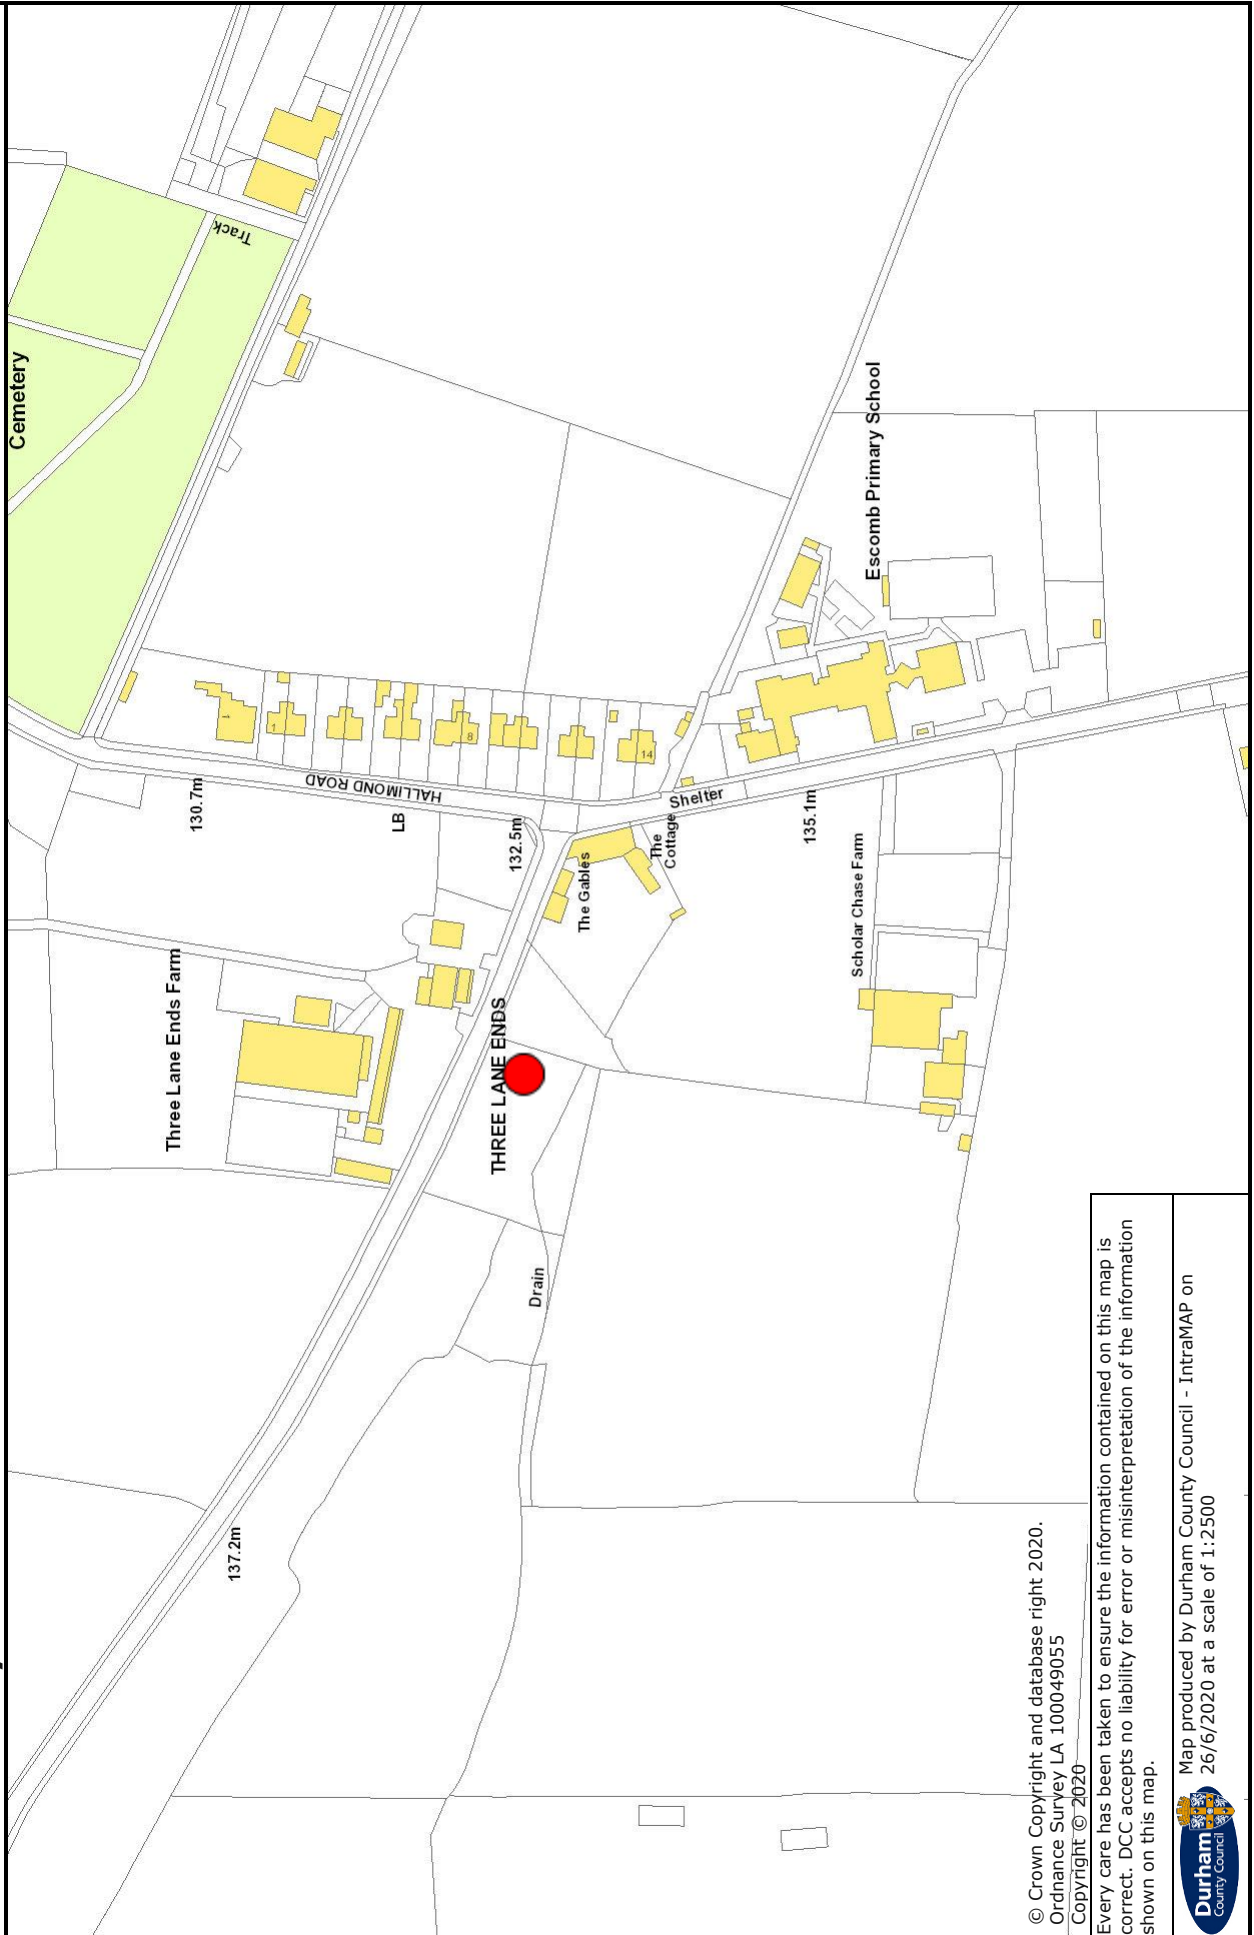 Cemetery
Track
HALLIMOND ROAD
130.7m
LB
132.5m
1
1
8
14
Shelter
The
Cottage
The Gables
135.1m
Escomb Primary School
Scholar Chase Farm
Three Lane Ends Farm
THREE LANE ENDS
Drain
137.2m
© Crown Copyright and database right 2020.
Ordnance Survey LA 100049055
Copyright © 2020
Every care has been taken to ensure the information contained on this map is
correct. DCC accepts no liability for error or misinterpretation of the information
shown on this map.
Durham
County Council
Map produced by Durham County Council - IntraMAP on
26/6/2020 at a scale of 1:2500